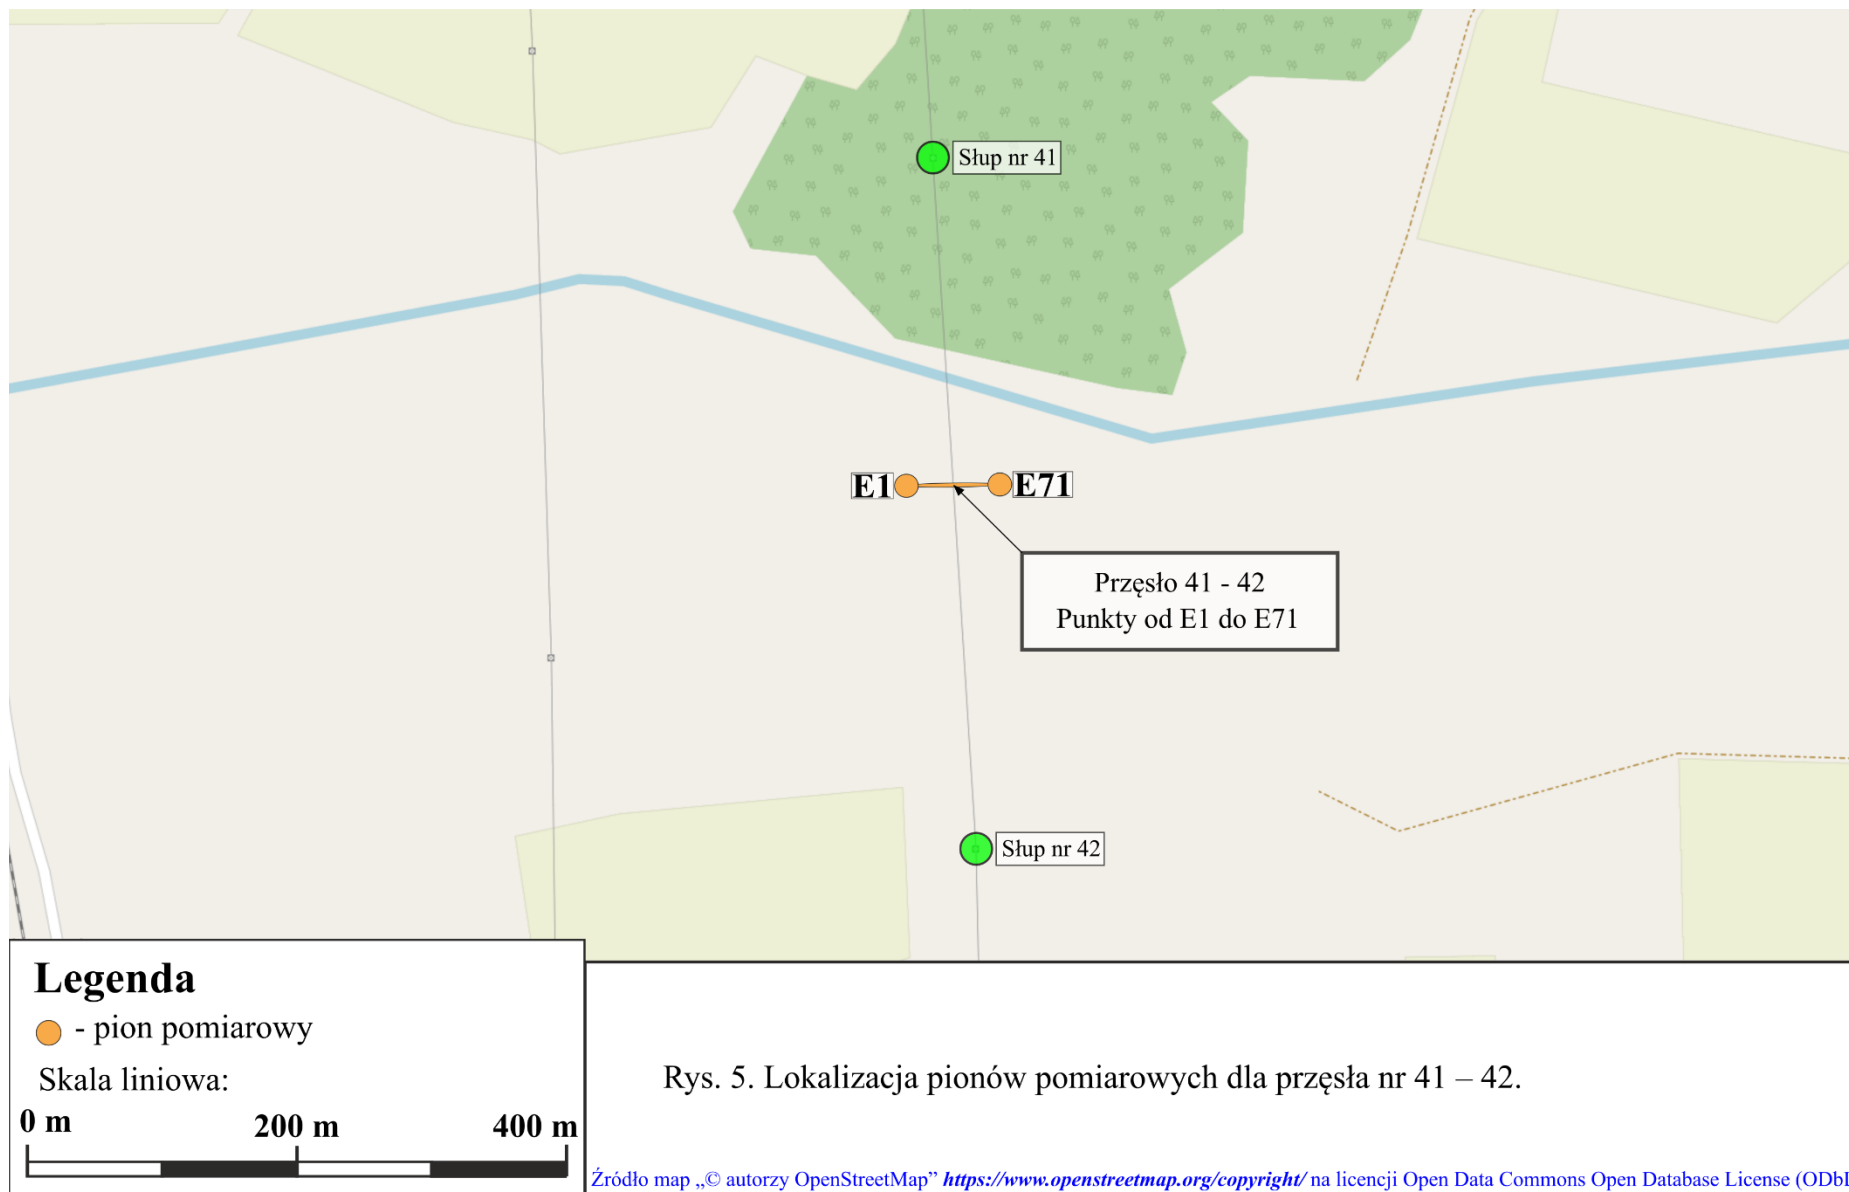 Słup nr 41
E1
E71
Przęsło 41 - 42
Punkty od E1 do E71
Słup nr 42
Legenda
- pion pomiarowy
Skala liniowa:
0 m
200 m
400 m
Rys. 5. Lokalizacja pionów pomiarowych dla przęsła nr 41 – 42.
Źródło map „© autorzy OpenStreetMap” https://www.openstreetmap.org/copyright/ na licencji Open Data Commons Open Database License (ODbL